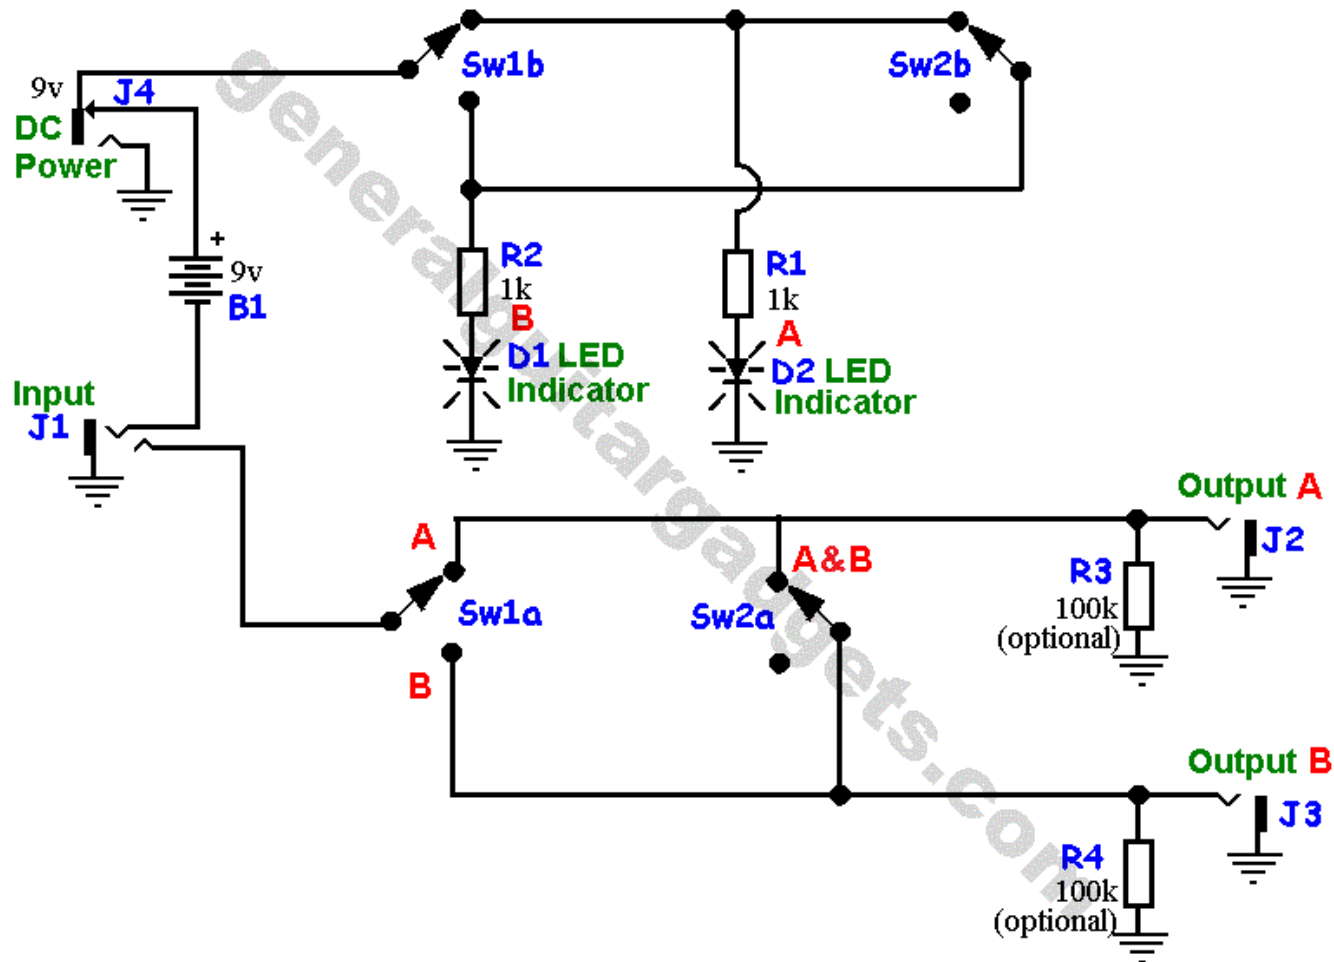 Sw1b
Sw2b
9v
J4
DC
Power
+
9v
B1
R2
1k
B
D1 LED
Indicator
R1
1k
A
D2 LED
Indicator
Input
J1
Output A
J2
A
A&B
Sw1a
Sw2a
R3
100k
(optional)
B
Output B
J3
R4
100k
(optional)
generalguitargadgets.com